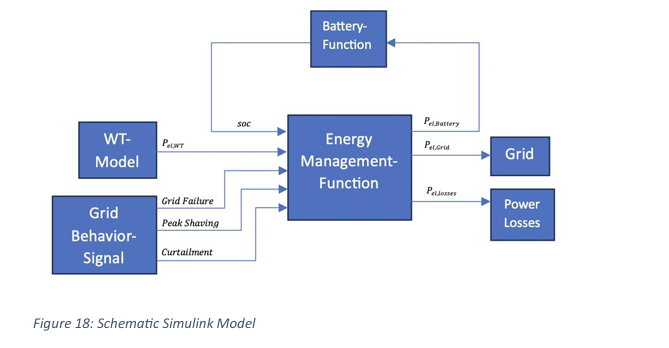 Battery-
Function
soc
P_el,Battery
WT-
Model
P_el,WT
Energy
Management-
Function
P_el,Grid
Grid
Grid
Behavior-
Signal
Grid Failure
Peak Shaving
Curtailment
P_el,losses
Power
Losses
Figure 18: Schematic Simulink Model